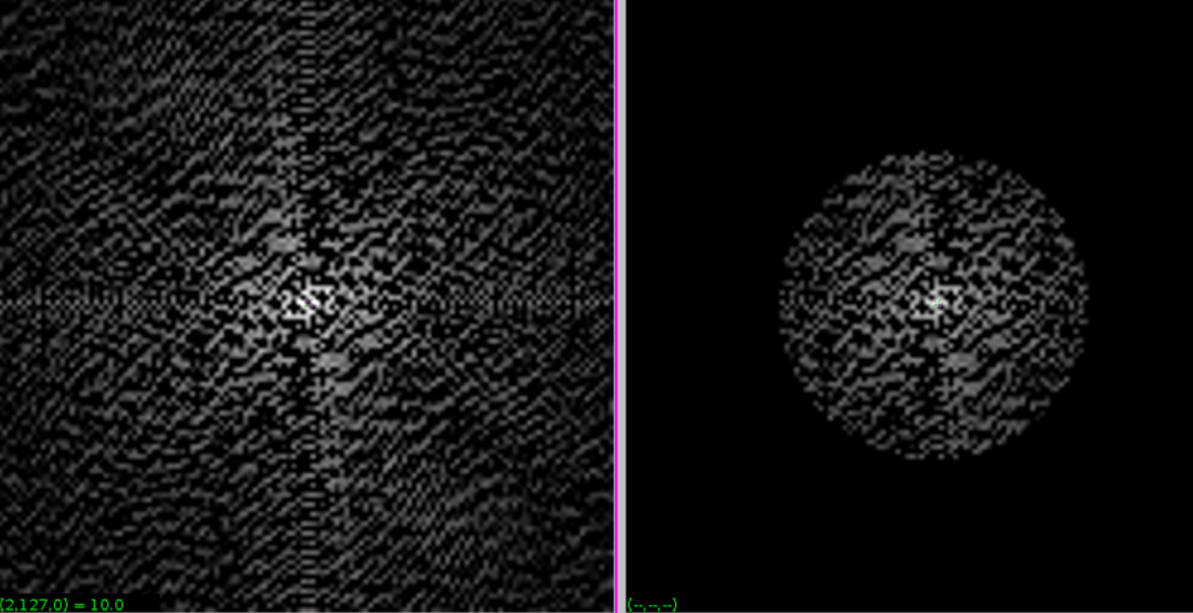 (2,127,0) = 10.0
(--,--,--)